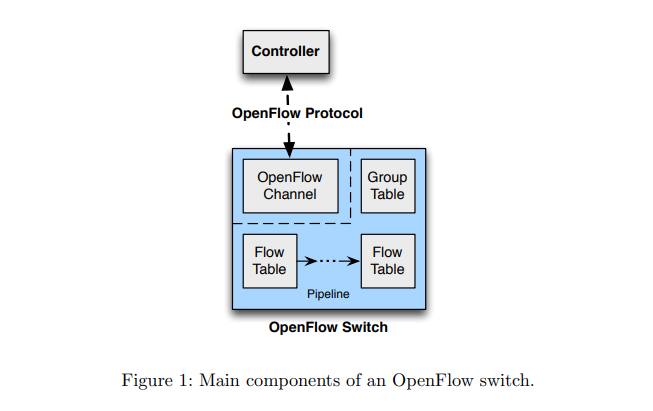 Controller
OpenFlow Protocol
OpenFlow
Channel
Group
Table
Flow
Table
...
Flow
Table
Pipeline
OpenFlow Switch
Figure 1: Main components of an OpenFlow switch.